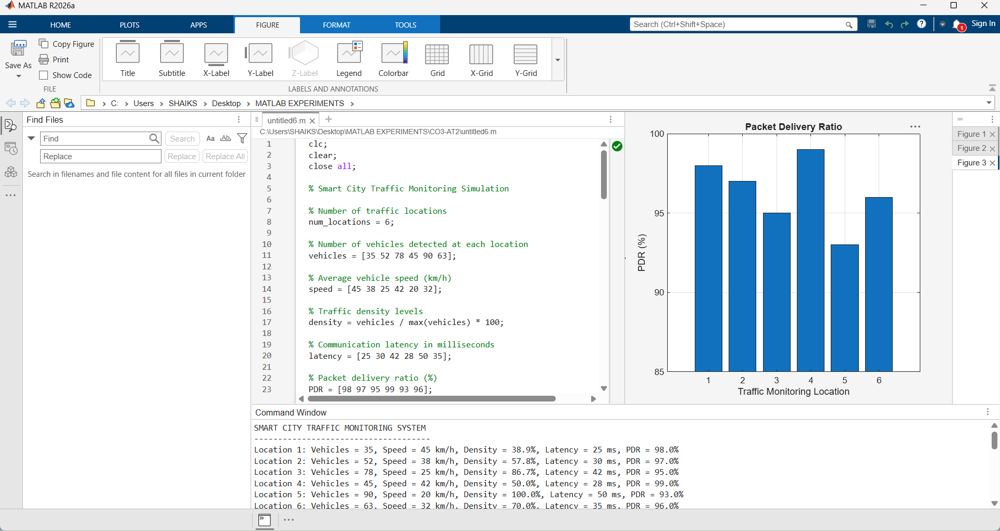 MATLAB R2026a
HOME PLOTS APPS FIGURE FORMAT TOOLS
Search (Ctrl+Shift+Space)
1 Sign In
Save As
Copy Figure
Print
Show Code
FILE
Title Subtitle X-Label Y-Label Z-Label Legend Colorbar Grid X-Grid Y-Grid
LABELS AND ANNOTATIONS
C: › Users › SHAIKS › Desktop › MATLAB EXPERIMENTS ›
Find Files
Find
Search
Aa Ab.
Replace
Replace
Replace All
Search in filenames and file content for all files in current folder
untitled6.m
C:\Users\SHAIKS\Desktop\MATLAB EXPERIMENTS\CO3-AT2\untitled6.m
1 clc;
2 clear;
3 close all;
4
5 % Smart City Traffic Monitoring Simulation
6
7 % Number of traffic locations
8 num_locations = 6;
9
10 % Number of vehicles detected at each location
11 vehicles = [35 52 78 45 90 63];
12
13 % Average vehicle speed (km/h)
14 speed = [45 38 25 42 20 32];
15
16 % Traffic density levels
17 density = vehicles / max(vehicles) * 100;
18
19 % Communication latency in milliseconds
20 latency = [25 30 42 28 50 35];
21
22 % Packet delivery ratio (%)
23 PDR = [98 97 95 99 93 96];
Packet Delivery Ratio
100
95
90
85
PDR (%)
1 2 3 4 5 6
Traffic Monitoring Location
Figure 1
Figure 2
Figure 3
Command Window
SMART CITY TRAFFIC MONITORING SYSTEM
-------------------------------------
Location 1: Vehicles = 35, Speed = 45 km/h, Density = 38.9%, Latency = 25 ms, PDR = 98.0%
Location 2: Vehicles = 52, Speed = 38 km/h, Density = 57.8%, Latency = 30 ms, PDR = 97.0%
Location 3: Vehicles = 78, Speed = 25 km/h, Density = 86.7%, Latency = 42 ms, PDR = 95.0%
Location 4: Vehicles = 45, Speed = 42 km/h, Density = 50.0%, Latency = 28 ms, PDR = 99.0%
Location 5: Vehicles = 90, Speed = 20 km/h, Density = 100.0%, Latency = 50 ms, PDR = 93.0%
Location 6: Vehicles = 63, Speed = 32 km/h, Density = 70.0%, Latency = 35 ms, PDR = 96.0%